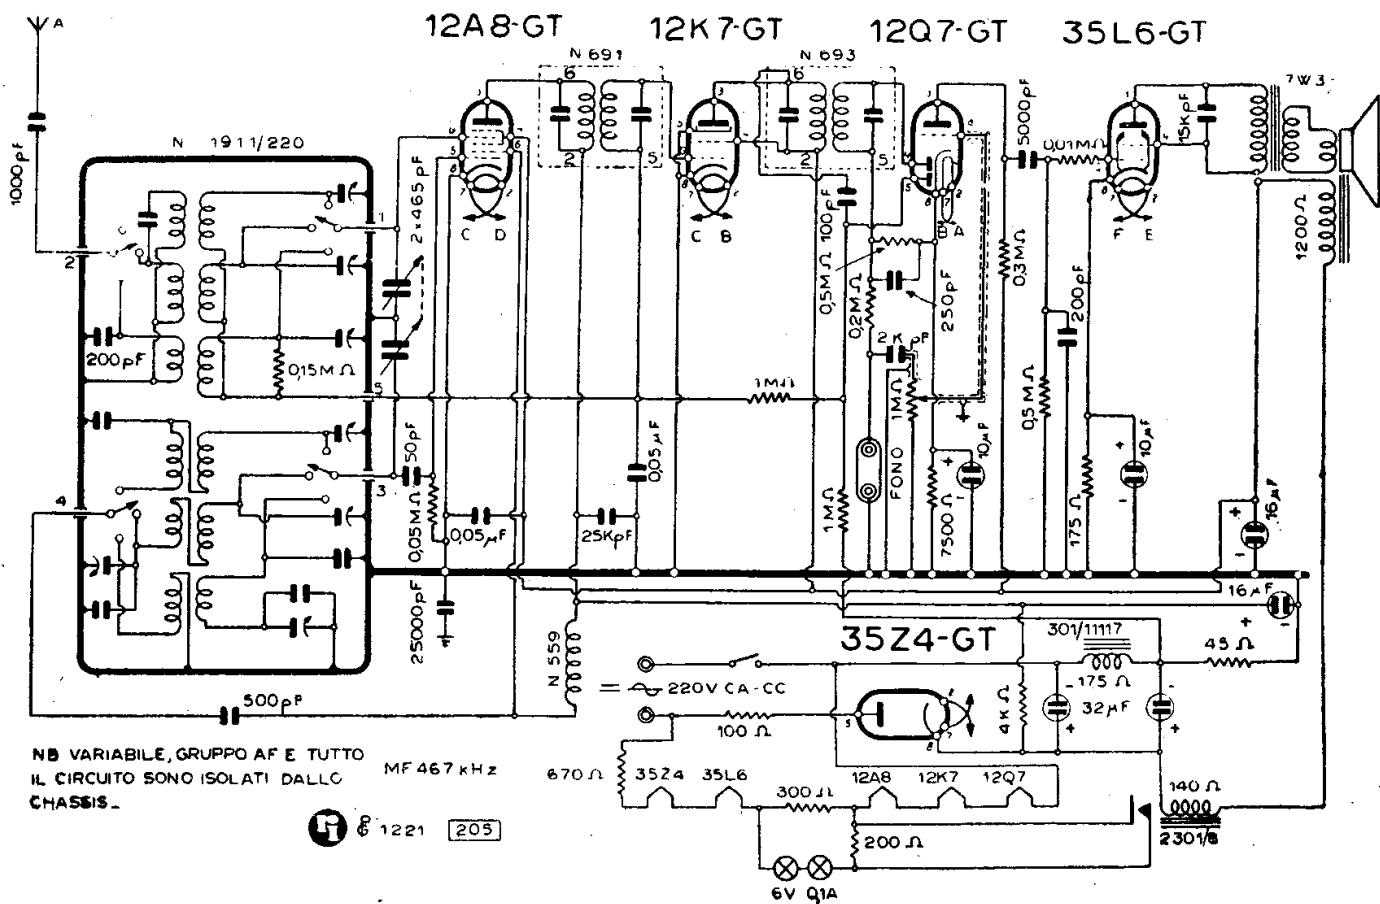 12A8-GT
12K7-GT
12Q7-GT
35L6-GT
A
N 691
N 693
7W3
1000pF
N 1911/220
2x465pF
C D
C B
B A
F E
5000pF
0,01MΩ
15KpF
1200Ω
100pF
0,5MΩ
0,2MΩ
250pF
0,3MΩ
200pF
200pF
0,15MΩ
2K pF
1MΩ
1MΩ
FONO
0,5MΩ
10µF
10µF
50pF
0,05µF
1MΩ
0,05MΩ
0,05µF
25KpF
7500Ω
175Ω
16µF
16µF
25000pF
N 559
35Z4-GT
301/11117
45Ω
= 220V CA-CC
175Ω
32µF
4KΩ
100Ω
500pF
NB VARIABILE, GRUPPO AF E TUTTO
IL CIRCUITO SONO ISOLATI DALLO
CHASSIS_
MF 467 kHz
670Ω
35Z4
35L6
12A8
12K7
12Q7
300Ω
140Ω
2301/B
200Ω
1221
205
6V 0,1A